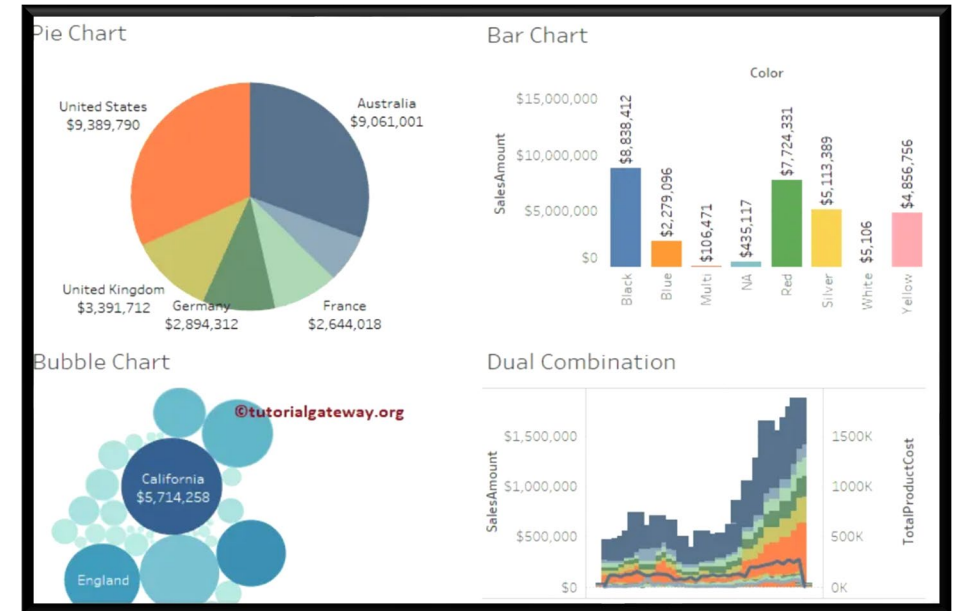 Pie Chart
United States
$9,389,790
Australia
$9,061,001
United Kingdom
$3,391,712
Germany
$2,894,312
France
$2,644,018
Bar Chart
Color
SalesAmount
$15,000,000
$10,000,000
$5,000,000
$0
$8,838,412
$2,279,096
$106,471
$435,117
$7,724,331
$5,113,389
$5,106
$4,856,756
Black
Blue
Multi
NA
Red
Silver
White
Yellow
Bubble Chart
©tutorialgateway.org
California
$5,714,258
England
Dual Combination
SalesAmount
$1,500,000
$1,000,000
$500,000
$0
1500K
1000K
500K
0K
TotalProductCost